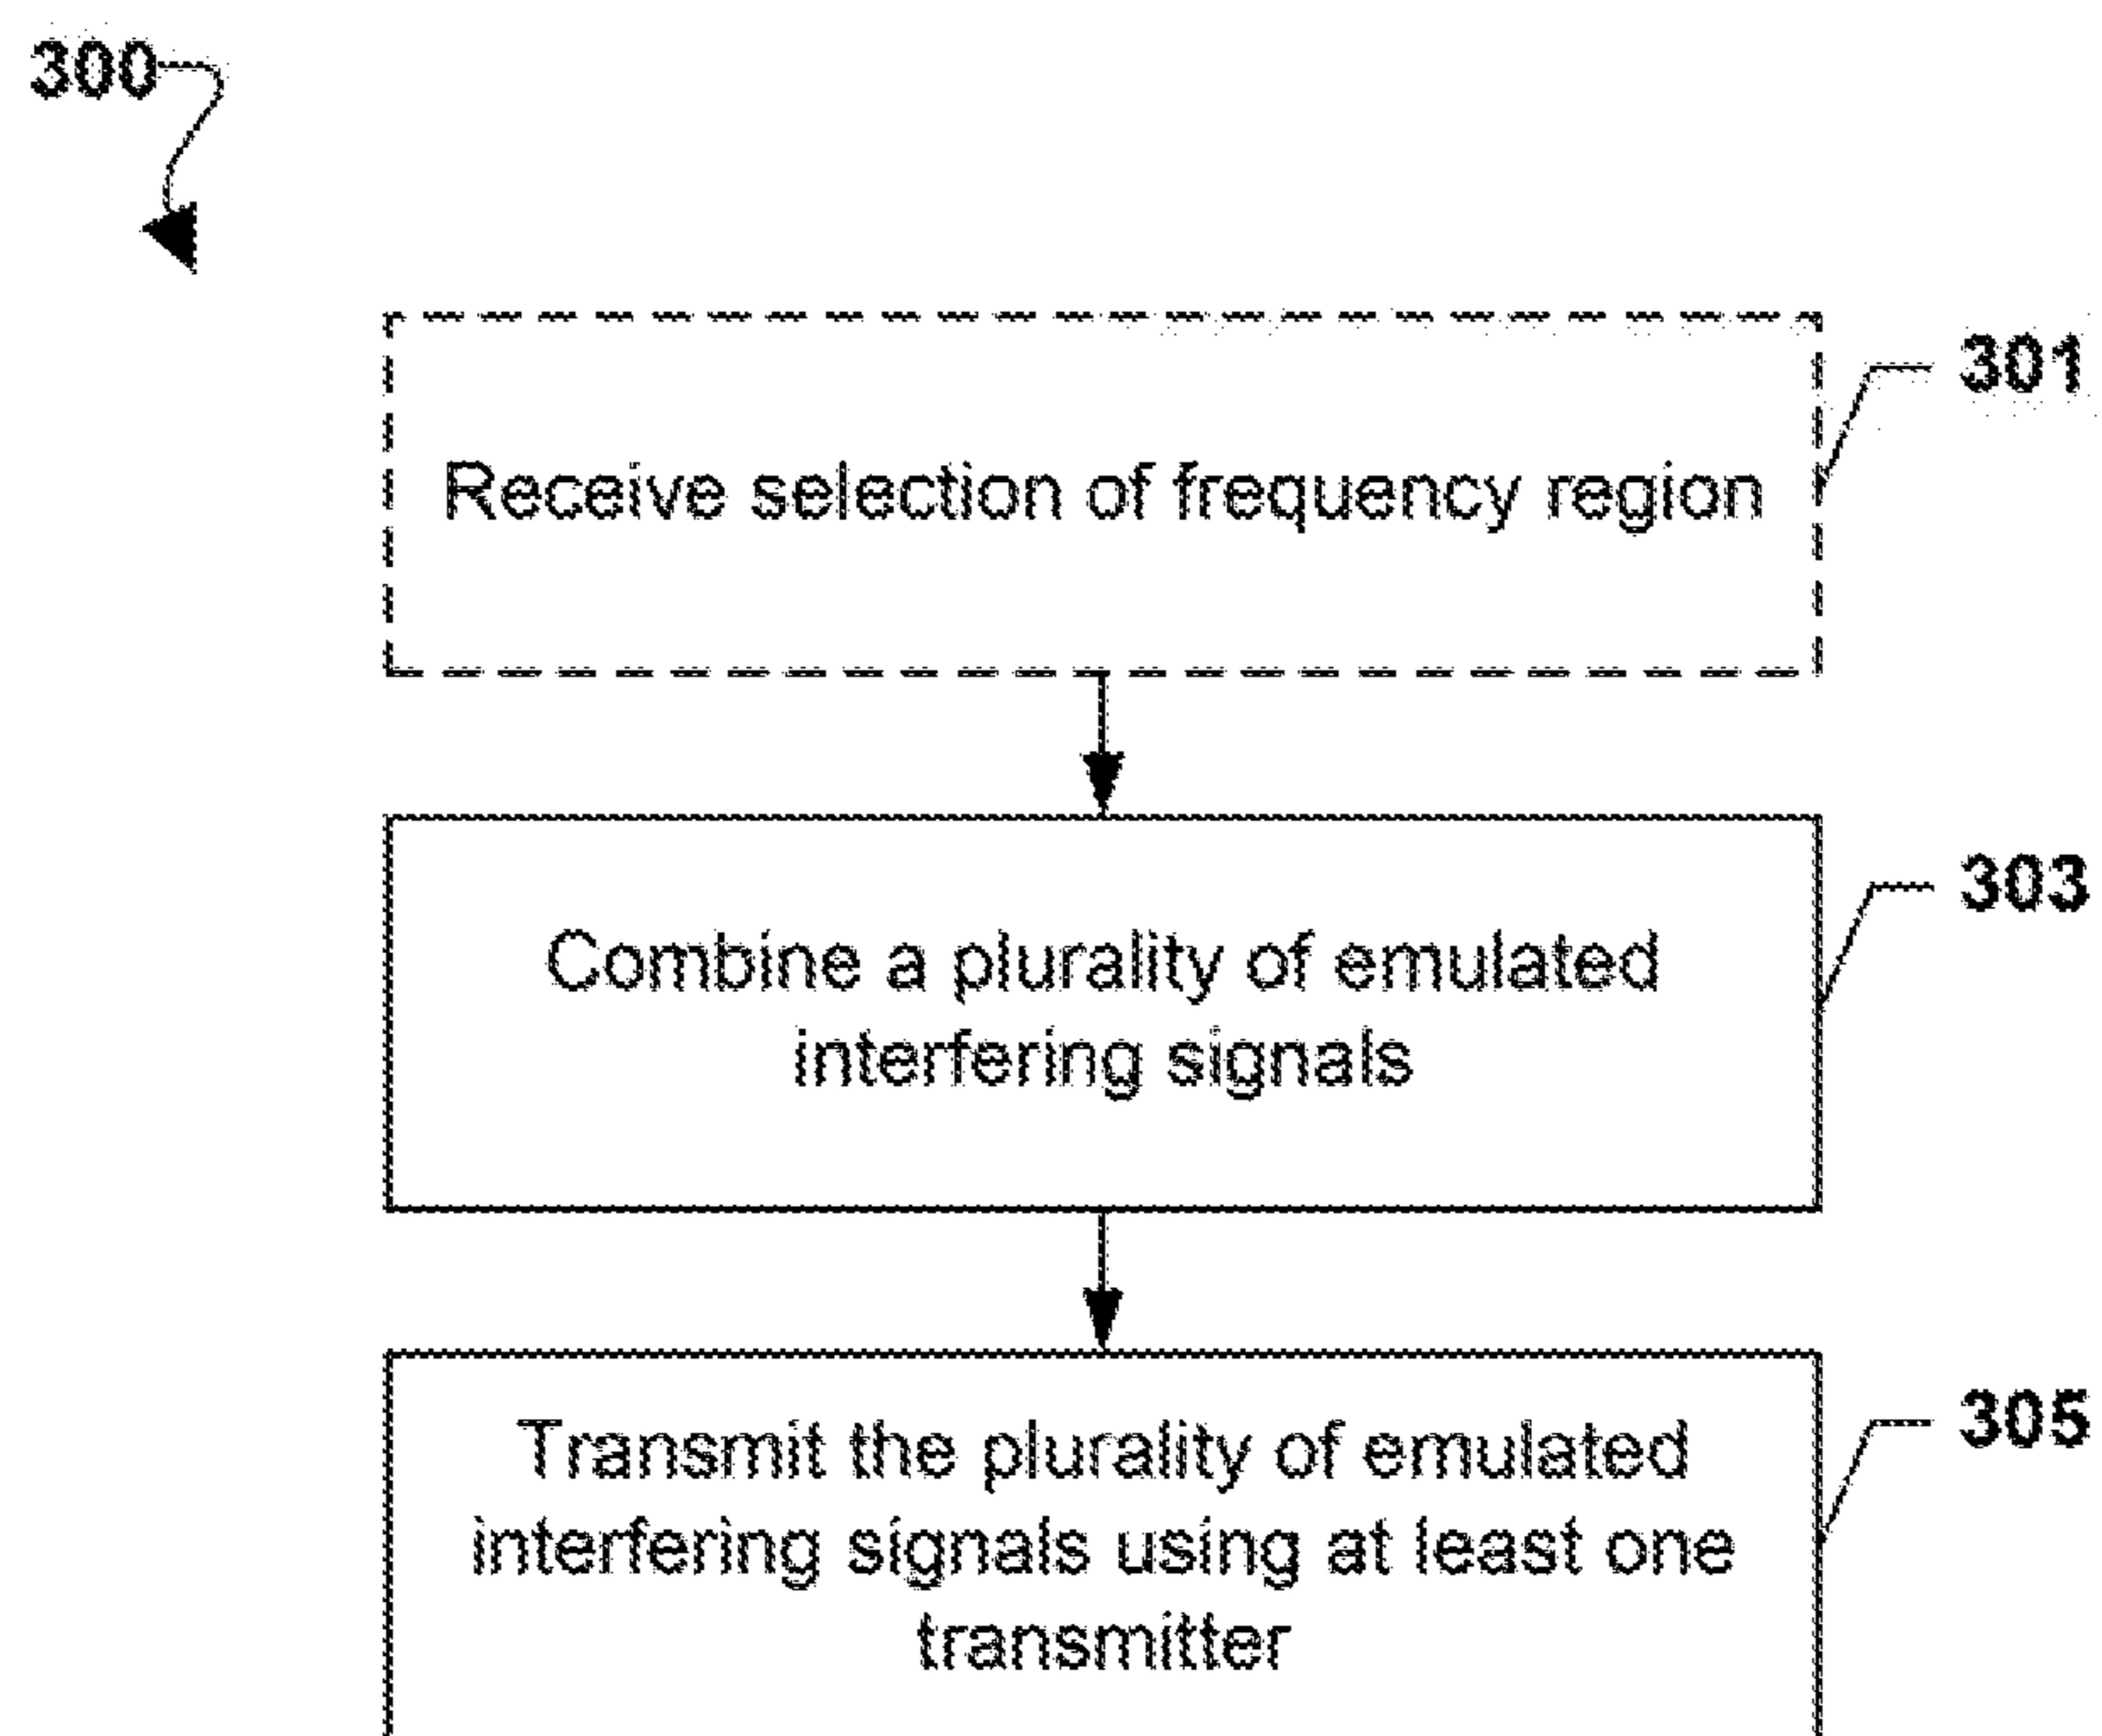 300
301
Receive selection of frequency region
303
Combine a plurality of emulated
interfering signals
305
Transmit the plurality of emulated
interfering signals using at least one
transmitter